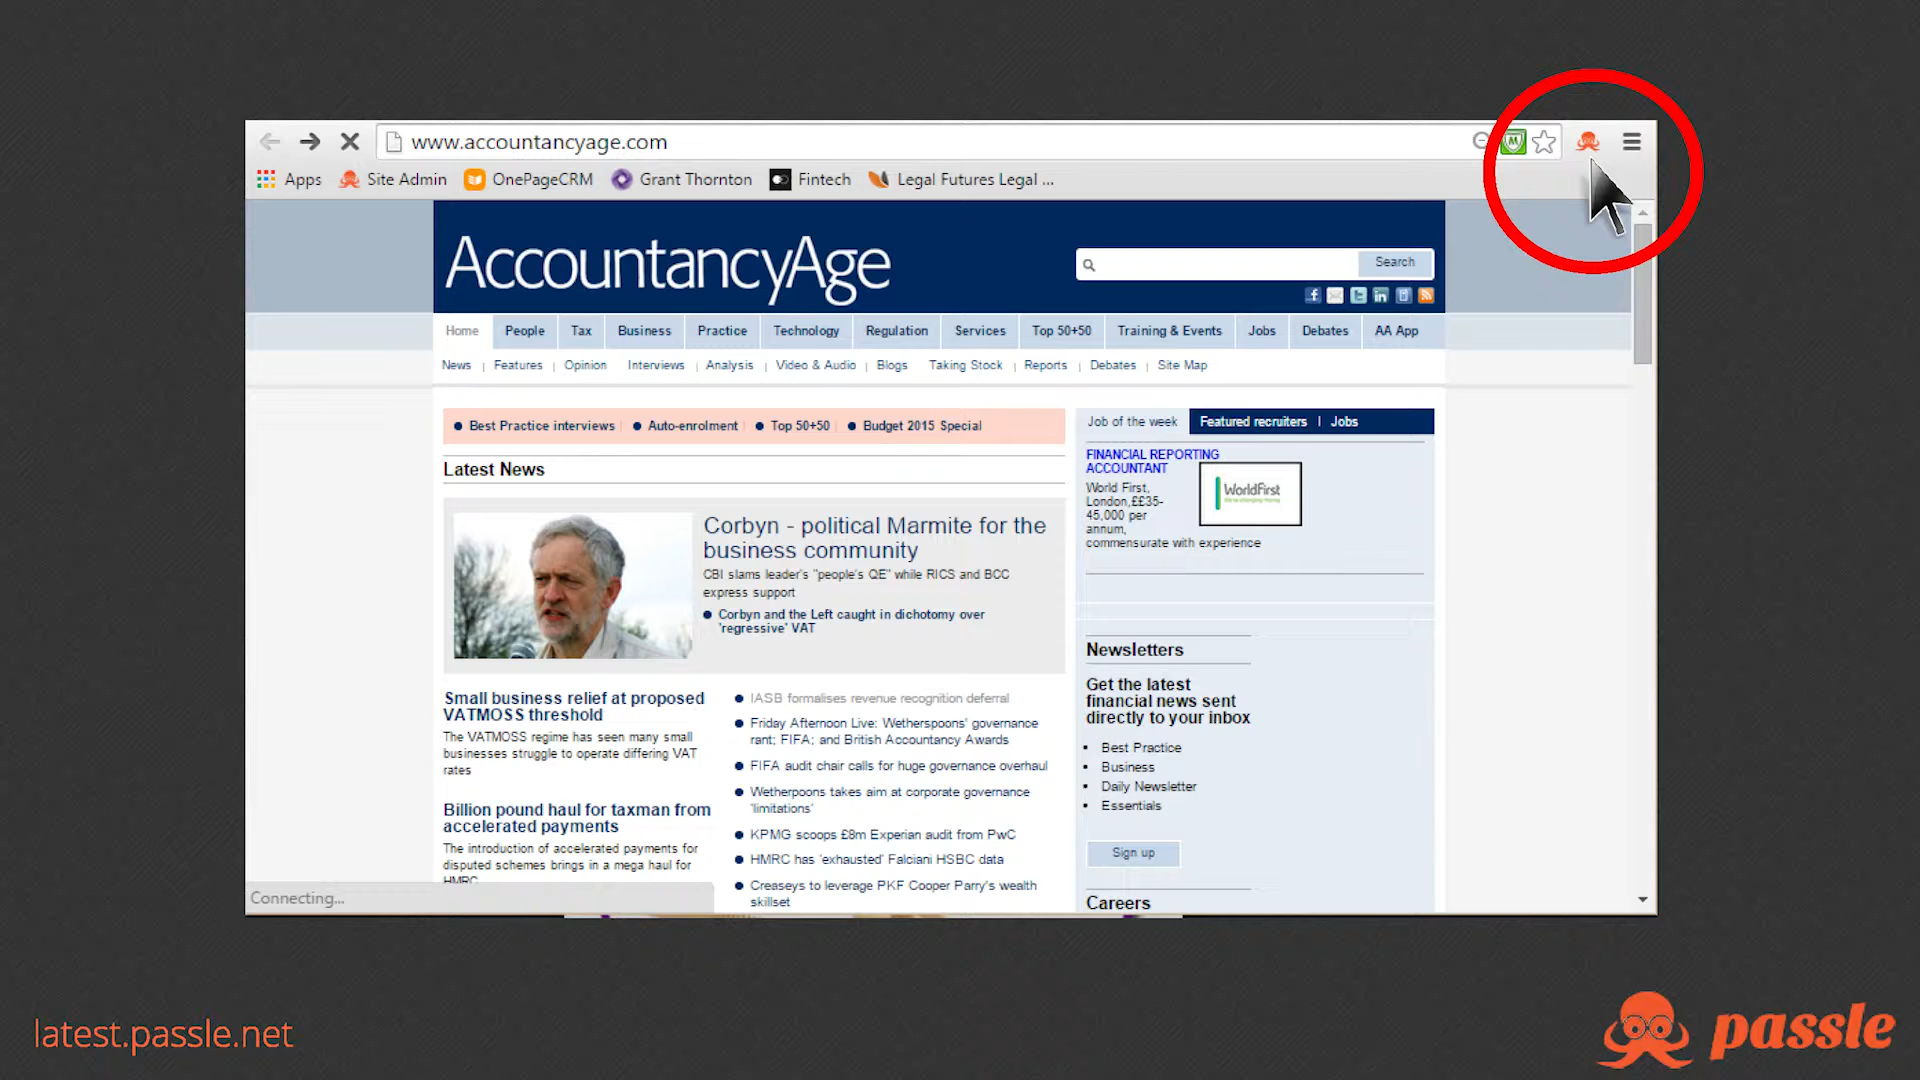 www.accountancyage.com
Apps Site Admin OnePageCRM Grant Thornton Fintech Legal Futures Legal ...
AccountancyAge
Search
Home People Tax Business Practice Technology Regulation Services Top 50+50 Training & Events Jobs Debates AA App
News | Features | Opinion Interviews | Analysis | Video & Audio | Blogs Taking Stock | Reports | Debates | Site Map
Best Practice interviews Auto-enrolment Top 50+50 Budget 2015 Special
Latest News
Corbyn - political Marmite for the
business community
CBI slams leader's "people's QE" while RICS and BCC
express support
Corbyn and the Left caught in dichotomy over
'regressive' VAT
Small business relief at proposed
VATMOSS threshold
The VATMOSS regime has seen many small
businesses struggle to operate differing VAT
rates
Billion pound haul for taxman from
accelerated payments
The introduction of accelerated payments for
disputed schemes brings in a mega haul for
HMRC
IASB formalises revenue recognition deferral
Friday Afternoon Live: Wetherspoons' governance
rant; FIFA; and British Accountancy Awards
FIFA audit chair calls for huge governance overhaul
Wetherpoons takes aim at corporate governance
'limitations'
KPMG scoops £8m Experian audit from PwC
HMRC has 'exhausted' Falciani HSBC data
Creaseys to leverage PKF Cooper Parry's wealth
skillset
Job of the week Featured recruiters | Jobs
FINANCIAL REPORTING
ACCOUNTANT
World First,
London,££35-
45,000 per
annum,
commensurate with experience
WorldFirst
Newsletters
Get the latest
financial news sent
directly to your inbox
Best Practice
Business
Daily Newsletter
Essentials
Sign up
Careers
Connecting...
latest.passle.net
passle